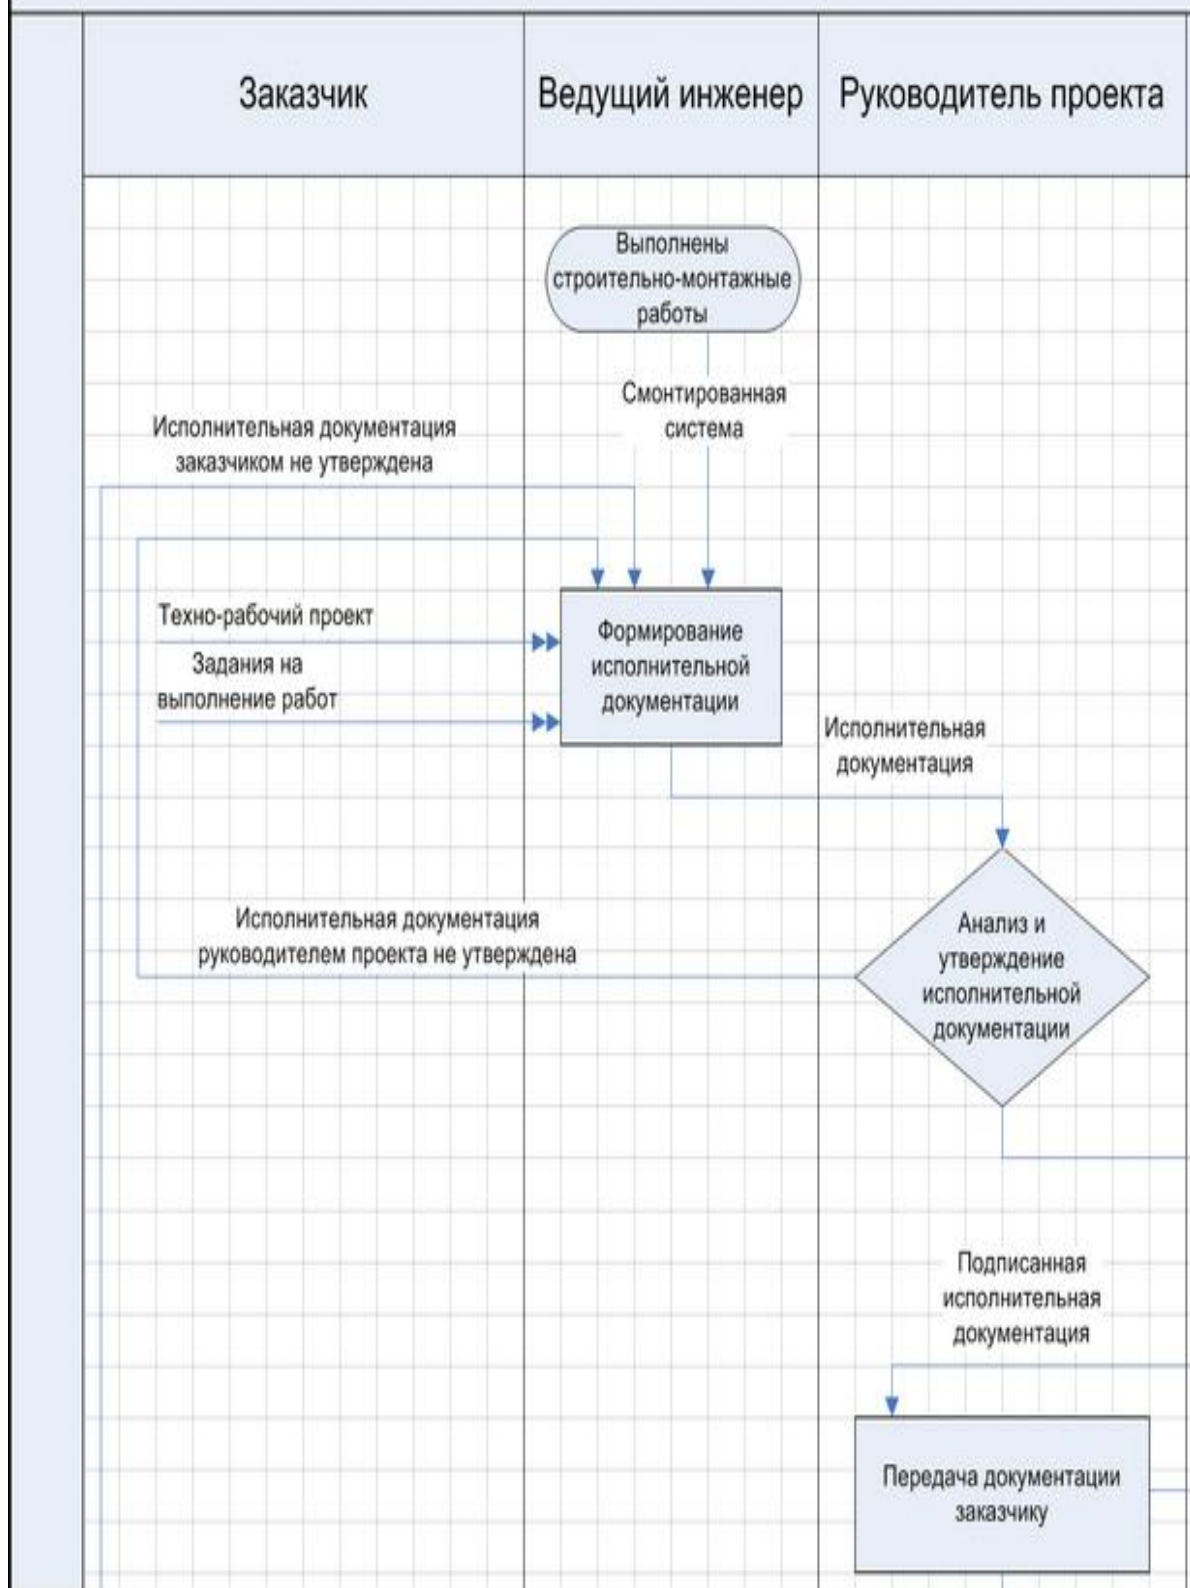 Заказчик
Ведущий инженер
Руководитель проекта
Выполнены
строительно-монтажные
работы
Смонтированная
система
Исполнительная документация
заказчиком не утверждена
Техно-рабочий проект
Задания на
выполнение работ
Формирование
исполнительной
документации
Исполнительная
документация
Исполнительная документация
руководителем проекта не утверждена
Анализ и
утверждение
исполнительной
документации
Подписанная
исполнительная
документация
Передача документации
заказчику